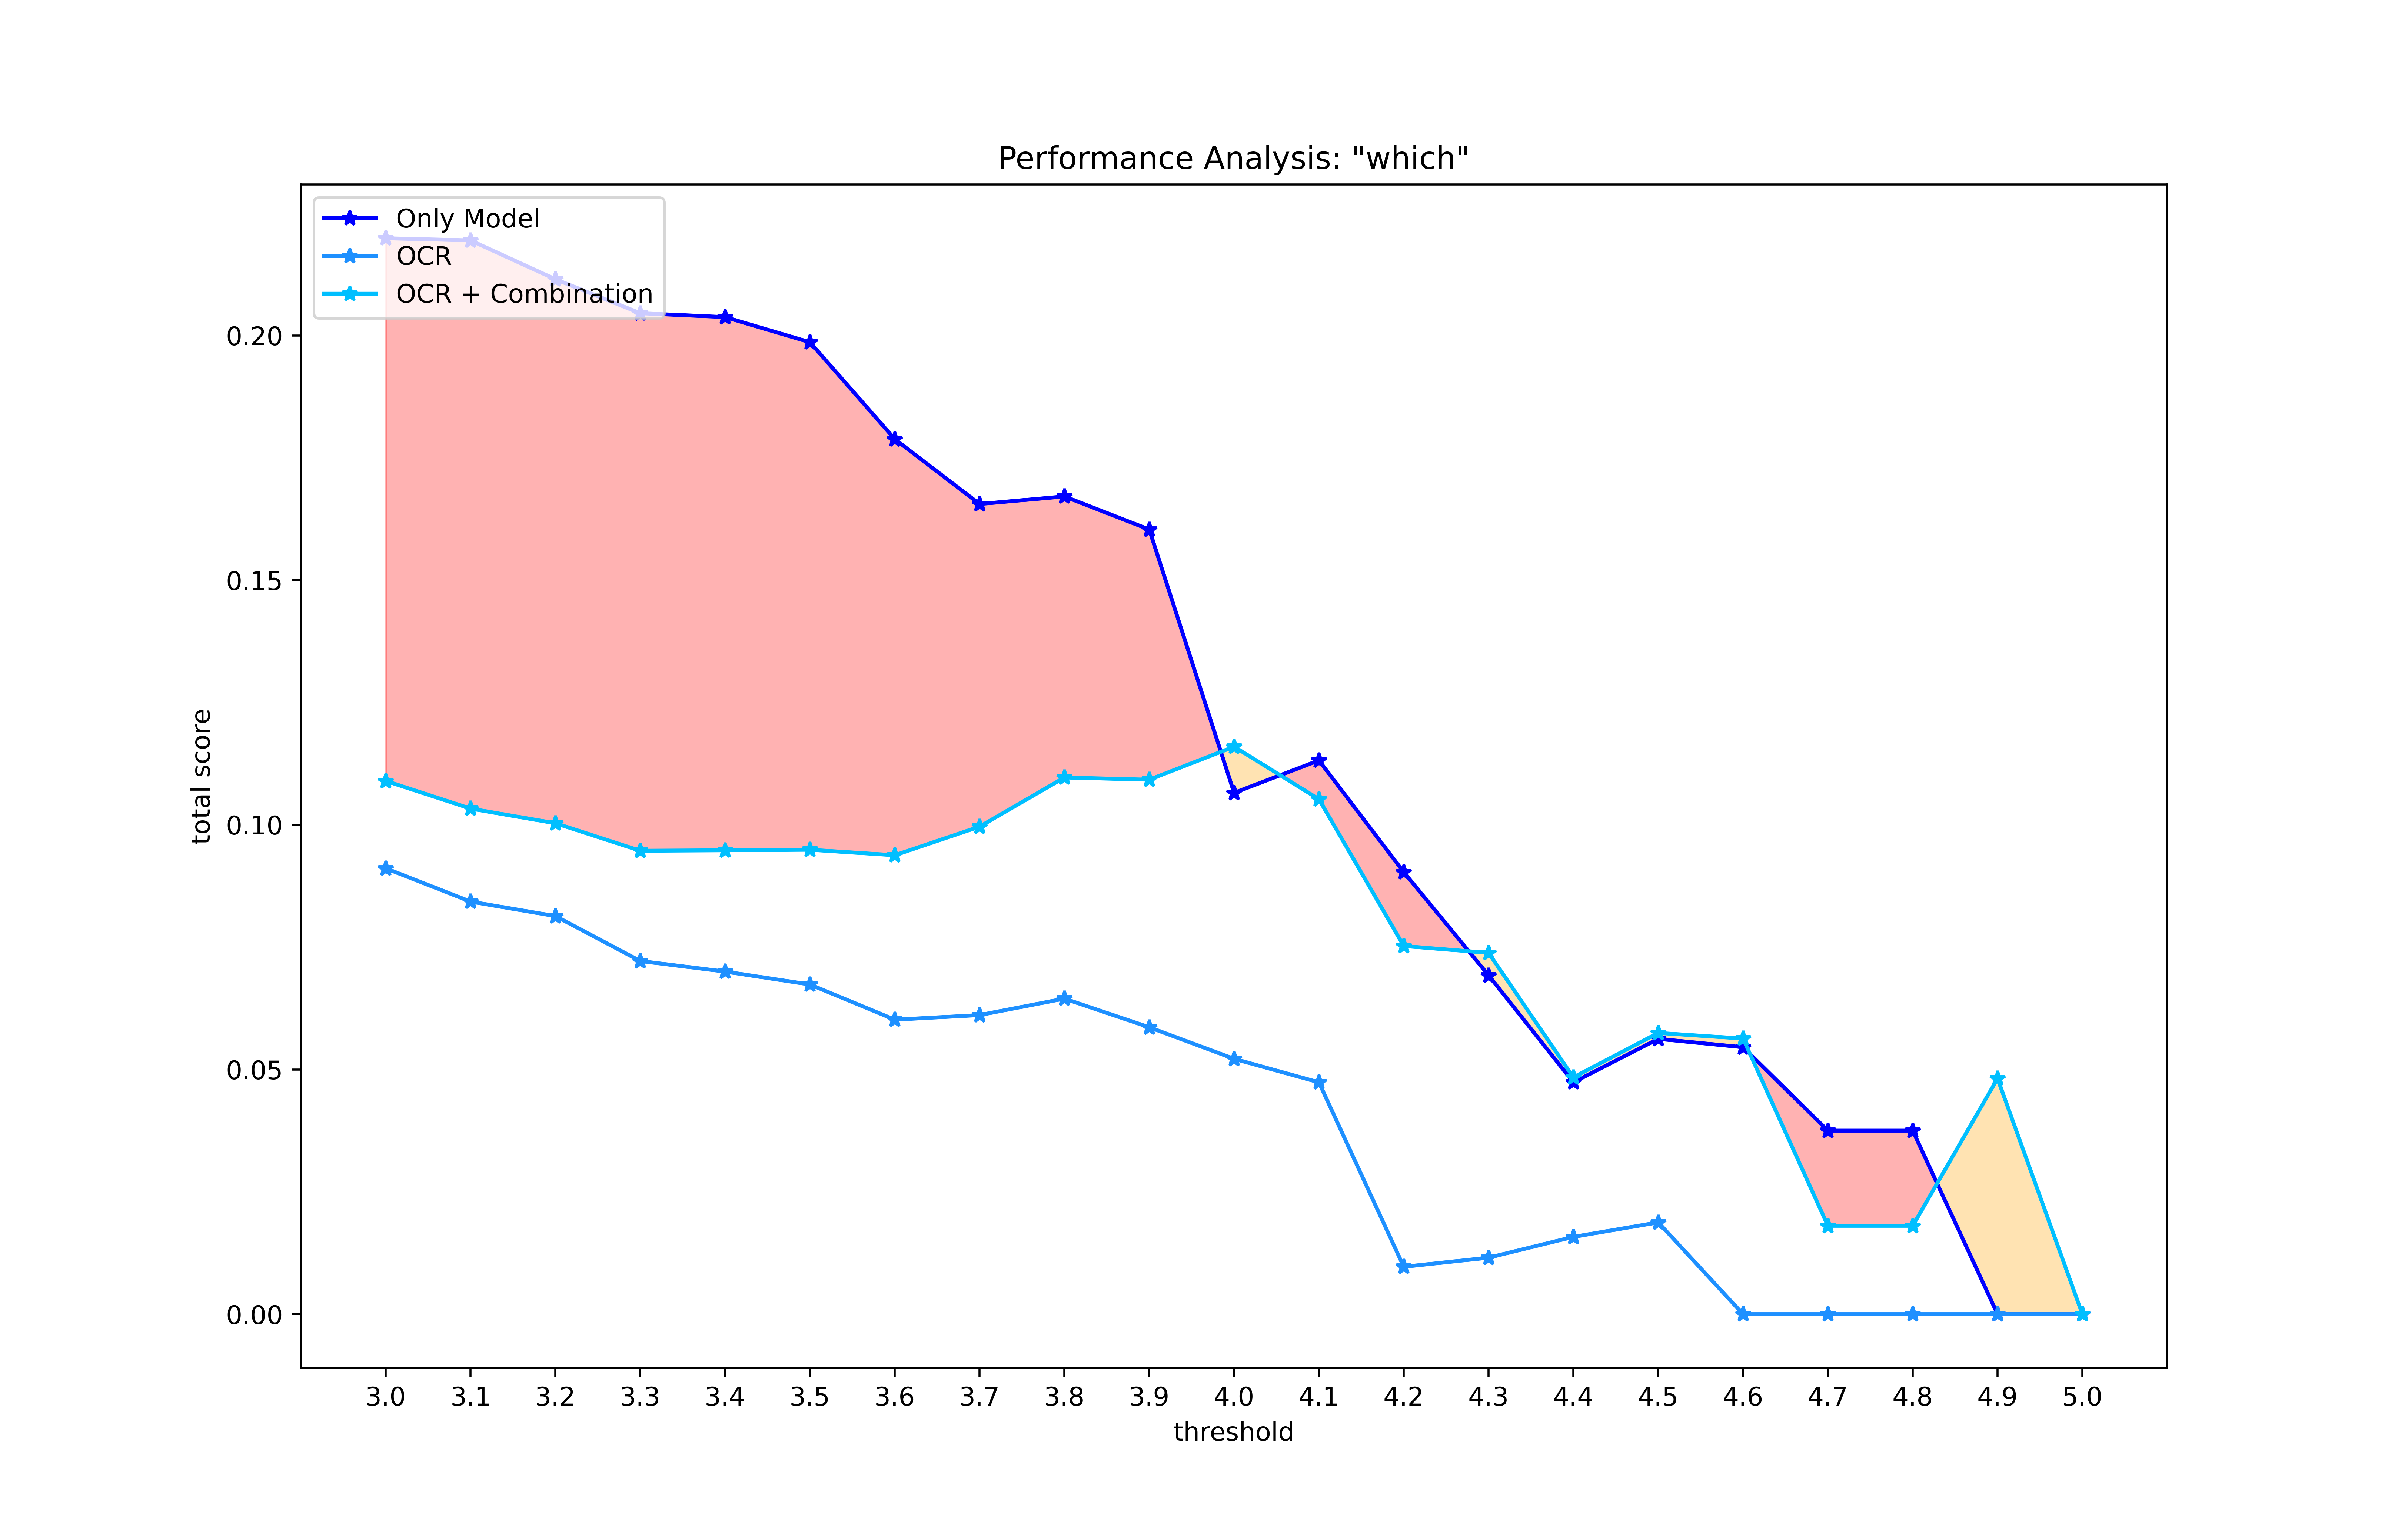 Performance Analysis: "which"
Only Model
OCR
OCR + Combination
total score
0.20
0.15
0.10
0.05
0.00
3.0 3.1 3.2 3.3 3.4 3.5 3.6 3.7 3.8 3.9 4.0 4.1 4.2 4.3 4.4 4.5 4.6 4.7 4.8 4.9 5.0
threshold